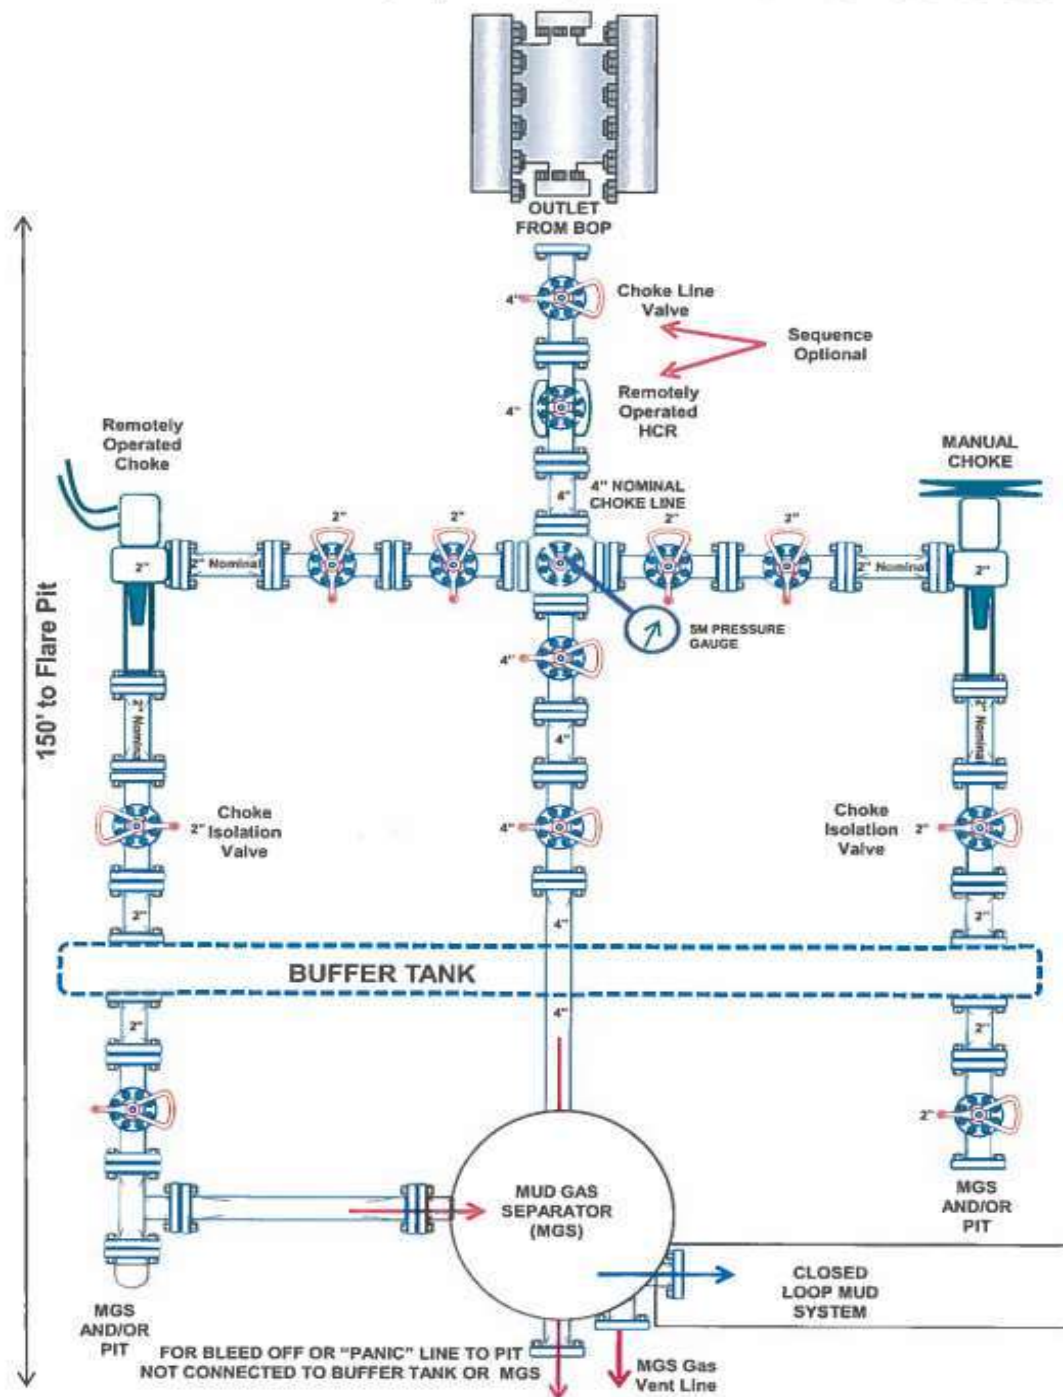 OUTLET
FROM BOP
4"
Choke Line
Valve
Sequence
Optional
4"
Remotely
Operated
HCR
Remotely
Operated
Choke
MANUAL
CHOKE
4"
4" NOMINAL
CHOKE LINE
2"
2"
2"
2"
2"
2" Nominal
2" Nominal
2"
5M PRESSURE
GAUGE
4"
150' to Flare Pit
2" Nominal
4"
2" Nominal
2"
Choke
Isolation
Valve
4"
Choke
Isolation
Valve
2"
2"
4"
2"
BUFFER TANK
2"
4"
2"
2"
MUD GAS
SEPARATOR
(MGS)
MGS
AND/OR
PIT
CLOSED
LOOP MUD
SYSTEM
MGS
AND/OR
PIT
FOR BLEED OFF OR "PANIC" LINE TO PIT
NOT CONNECTED TO BUFFER TANK OR MGS
MGS Gas
Vent Line